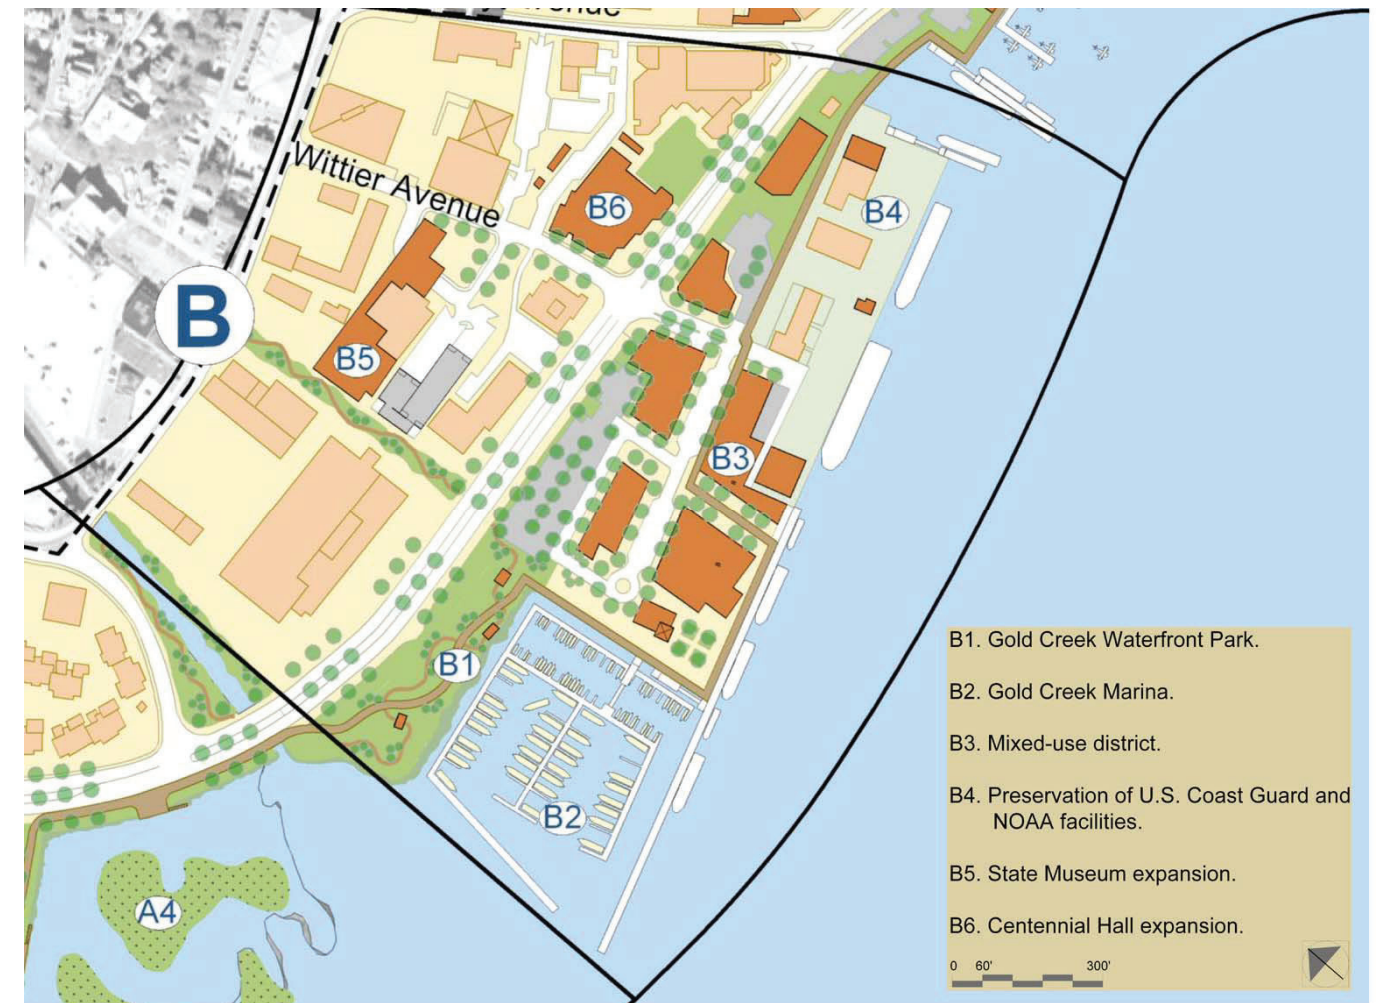 Wittier Avenue
B6
B4
B
B5
B3
B1
B2
A4
B1. Gold Creek Waterfront Park.
B2. Gold Creek Marina.
B3. Mixed-use district.
B4. Preservation of U.S. Coast Guard and
NOAA facilities.
B5. State Museum expansion.
B6. Centennial Hall expansion.
0 60' 300'